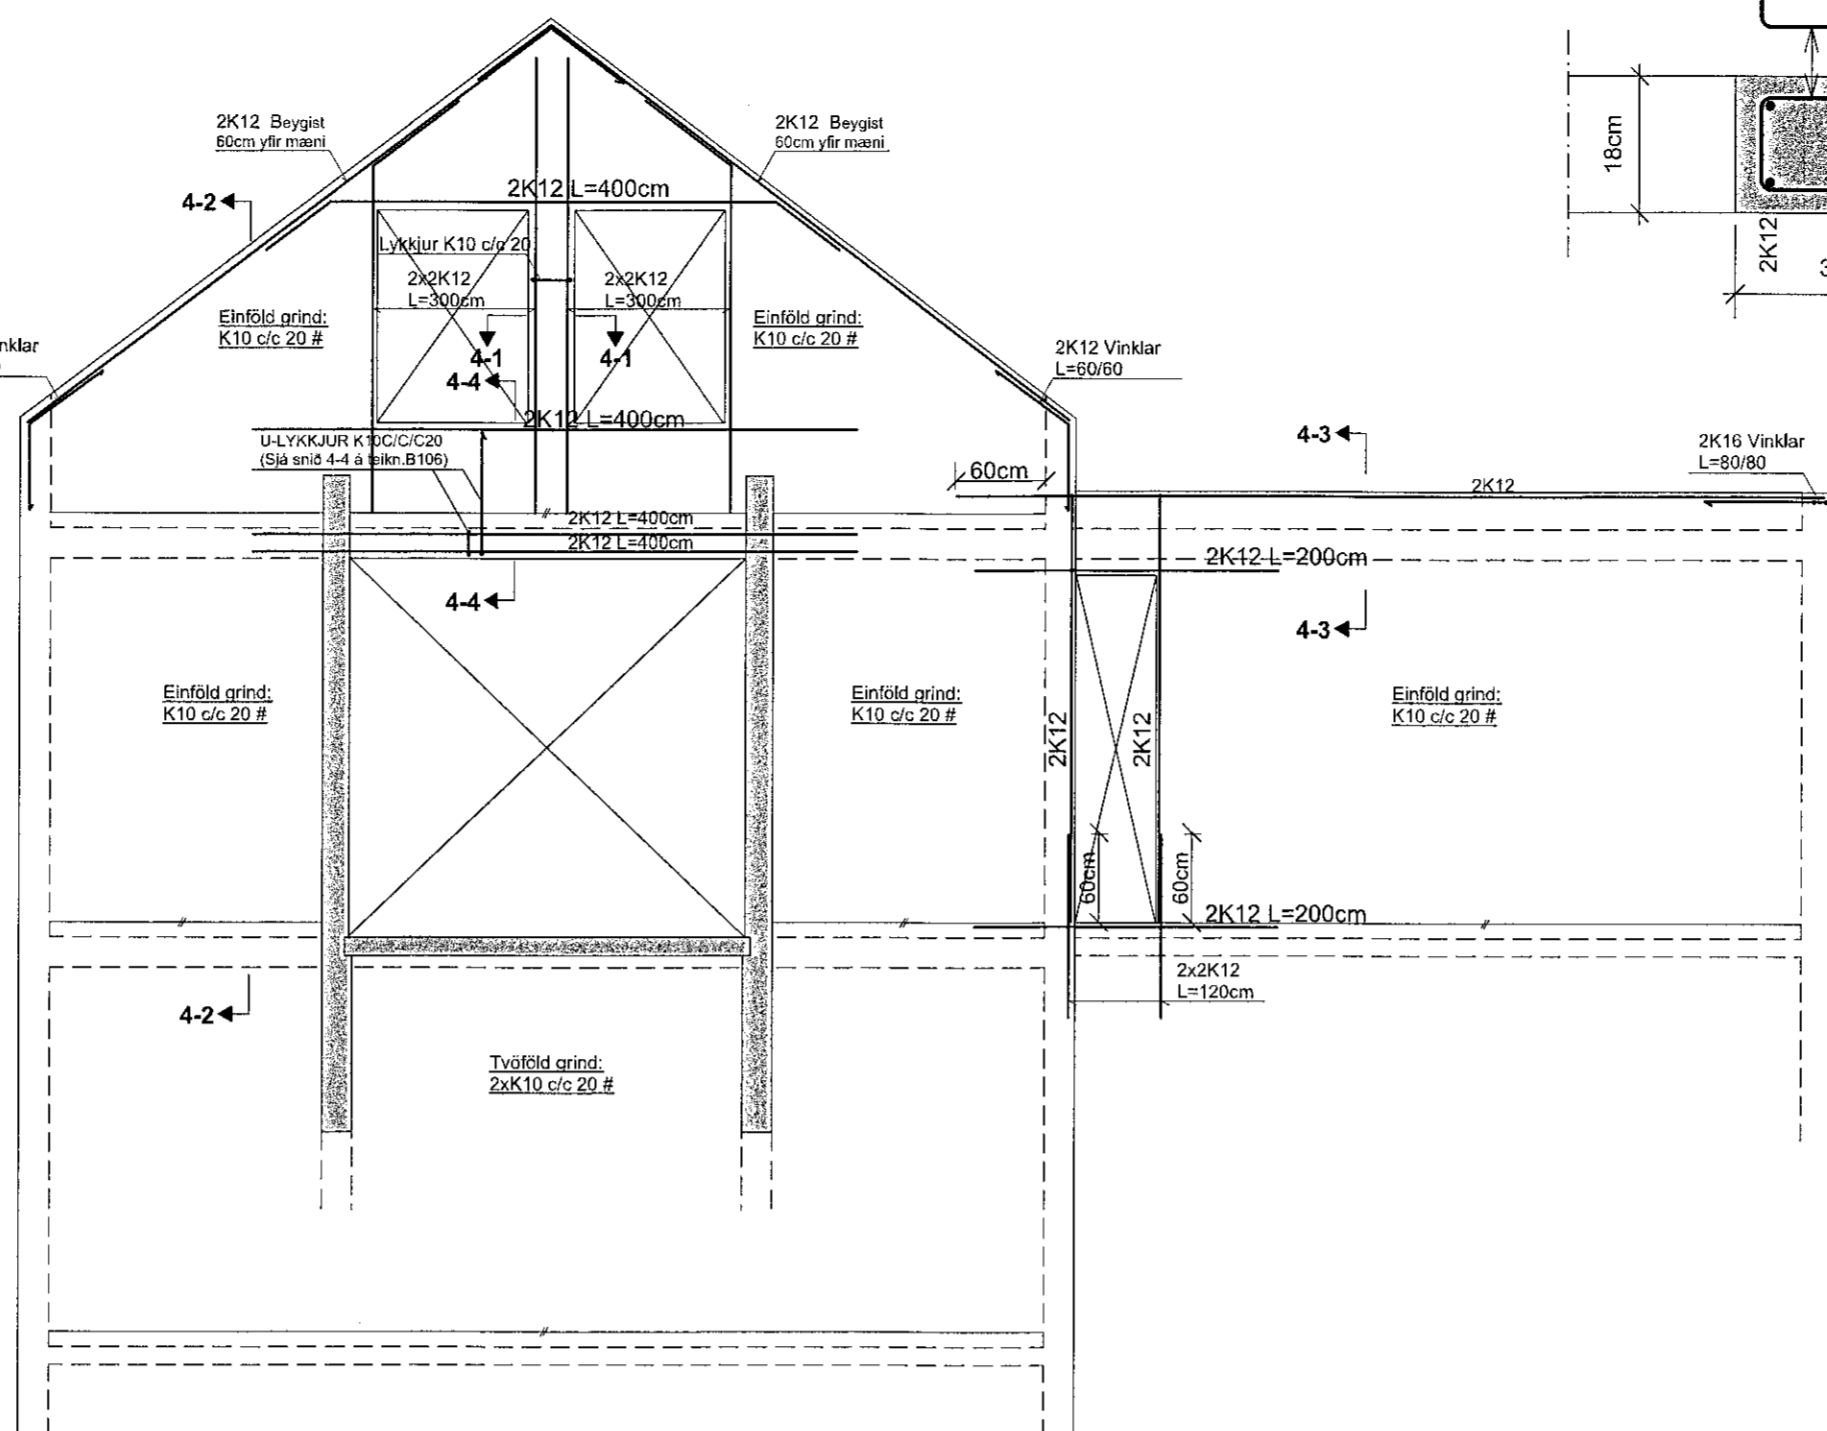 2K12 Beygist
60cm yfir mæni
2K12 Beygist
60cm yfir mæni
18cm
2K12
4-2
2K12 L=400cm
Lykkjur K10 c/c 20
2x2K12
L=300cm
2x2K12
L=300cm
Einföld grind:
K10 c/c 20 #
Einföld grind:
K10 c/c 20 #
4-1
4-1
4-4
2K12 Vinklar
L=60/60
2K12 L=400cm
U-LYKKJUR K10C/C/C20
(Sjá snið 4-4 á teikn.B106)
4-3
2K16 Vinklar
L=80/80
60cm
2K12
2K12 L=400cm
2K12 L=400cm
2K12 L=200cm
4-4
4-3
Einföld grind:
K10 c/c 20 #
Einföld grind:
K10 c/c 20 #
Einföld grind:
K10 c/c 20 #
2K12
2K12
60cm
60cm
2K12 L=200cm
2x2K12
L=120cm
4-2
Tvöföld grind:
2xK10 c/c 20 #